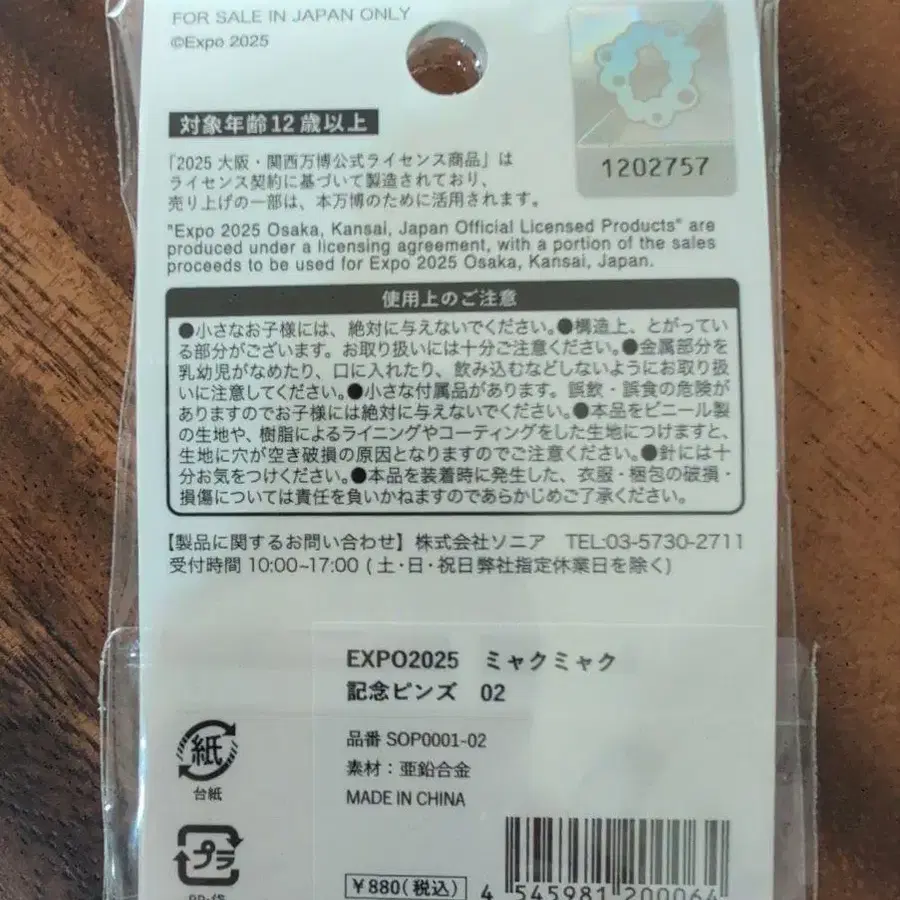 FOR SALE IN JAPAN ONLY
©Expo 2025
1202757
対象年齢12歳以上
「2025 大阪・関西万博公式ライセンス商品」は
ライセンス契約に基づいて製造されており、
売り上げの一部は、本万博のために活用されます。
"Expo 2025 Osaka, Kansai, Japan Official Licensed Products" are
produced under a licensing agreement, with a portion of the sales
proceeds to be used for Expo 2025 Osaka, Kansai, Japan.
使用上のご注意
●小さなお子様には、絶対に与えないでください。●構造上、とがってい
る部分がございます。お取り扱いには十分ご注意ください。●金属部分を
乳幼児がなめたり、口に入れたり、飲み込むなどしないようにお取り扱
いに注意してください。●小さな付属品があります。誤飲・誤食の危険が
ありますのでお子様には絶対に与えないでください。●本品をビニール製
の生地や、樹脂によるライニングやコーティングをした生地につけますと、
生地に穴が空き破損の原因となりますのでご注意ください。●針には十
分お気をつけください。●本品を装着時に発生した、衣服・梱包の破損・
損傷については責任を負いかねますのであらかじめご了承ください。
【製品に関するお問い合わせ】株式会社ソニア TEL:03-5730-2711
受付時間 10:00~17:00 (土・日・祝日弊社指定休業日を除く)
EXPO2025 ミャクミャク
記念ピンズ 02
紙
台紙
品番 SOP0001-02
素材：亜鉛合金
MADE IN CHINA
プラ
¥880(税込)
4 545981 200064